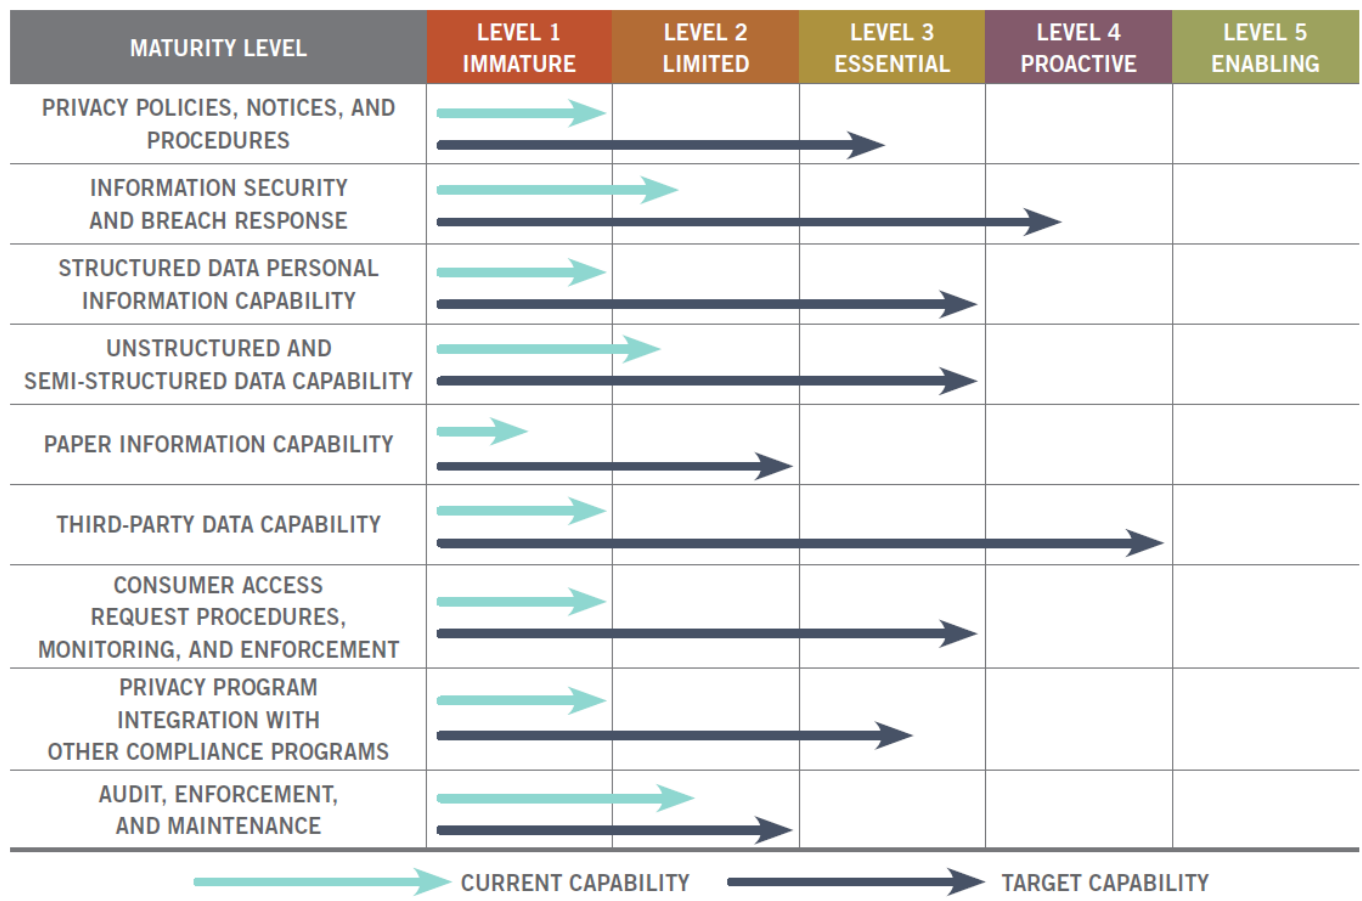 MATURITY LEVEL
LEVEL 1
IMMATURE
LEVEL 2
LIMITED
LEVEL 3
ESSENTIAL
LEVEL 4
PROACTIVE
LEVEL 5
ENABLING
PRIVACY POLICIES, NOTICES, AND
PROCEDURES
INFORMATION SECURITY
AND BREACH RESPONSE
STRUCTURED DATA PERSONAL
INFORMATION CAPABILITY
UNSTRUCTURED AND
SEMI-STRUCTURED DATA CAPABILITY
PAPER INFORMATION CAPABILITY
THIRD-PARTY DATA CAPABILITY
CONSUMER ACCESS
REQUEST PROCEDURES,
MONITORING, AND ENFORCEMENT
PRIVACY PROGRAM
INTEGRATION WITH
OTHER COMPLIANCE PROGRAMS
AUDIT, ENFORCEMENT,
AND MAINTENANCE
CURRENT CAPABILITY
TARGET CAPABILITY